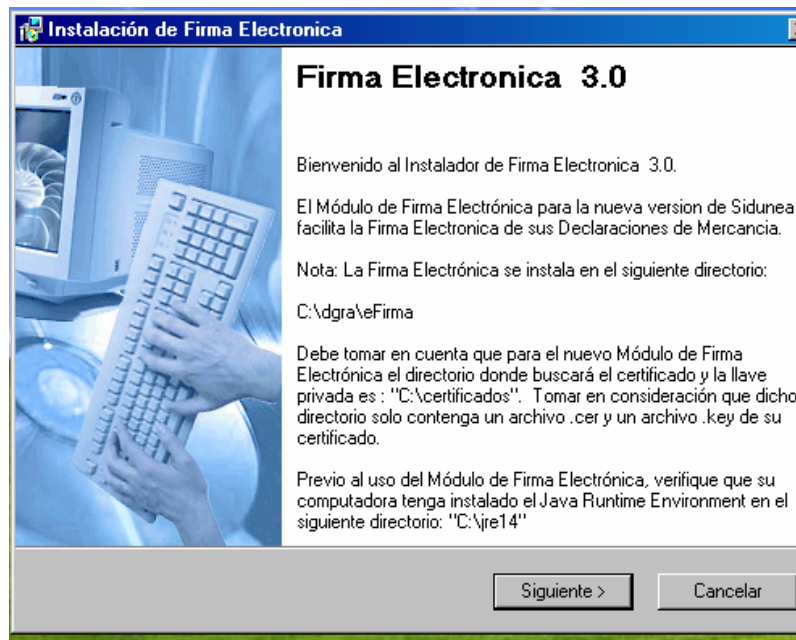 Instalación de Firma Electronica
Firma Electronica 3.0
Bienvenido al Instalador de Firma Electronica 3.0.
El Módulo de Firma Electrónica para la nueva version de Sidunea
facilita la Firma Electronica de sus Declaraciones de Mercancia.
Nota: La Firma Electrónica se instala en el siguiente directorio:
C:\dgra\eFirma
Debe tomar en cuenta que para el nuevo Módulo de Firma
Electrónica el directorio donde buscará el certificado y la llave
privada es : "C:\certificados". Tomar en consideración que dicho
directorio solo contenga un archivo .cer y un archivo .key de su
certificado.
Previo al uso del Módulo de Firma Electrónica, verifique que su
computadora tenga instalado el Java Runtime Environment en el
siguiente directorio: "C:\jre14"
Siguiente >
Cancelar